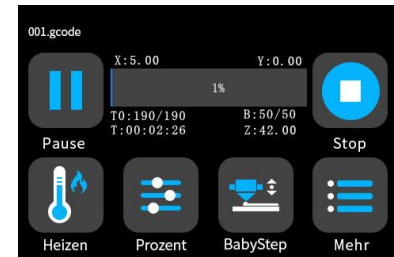 001.gcode
X:5.00 Y:0.00
1%
T0:190/190 B:50/50
T:00:02:26 Z:42.00
Pause Stop
Heizen Prozent BabyStep Mehr